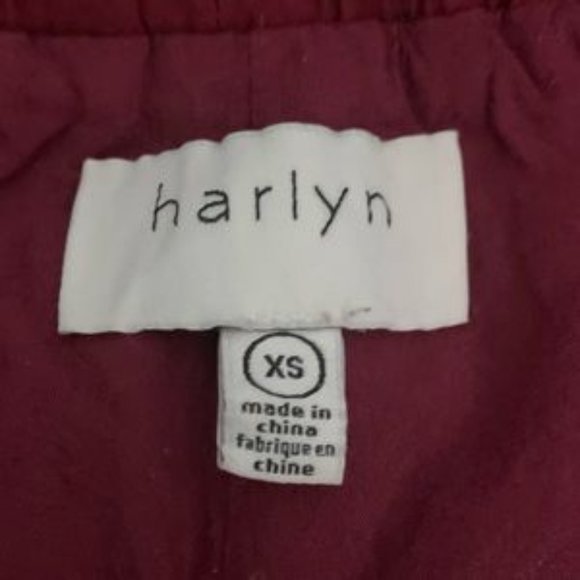 harlyn
XS
made in
china
fabrique en
chine